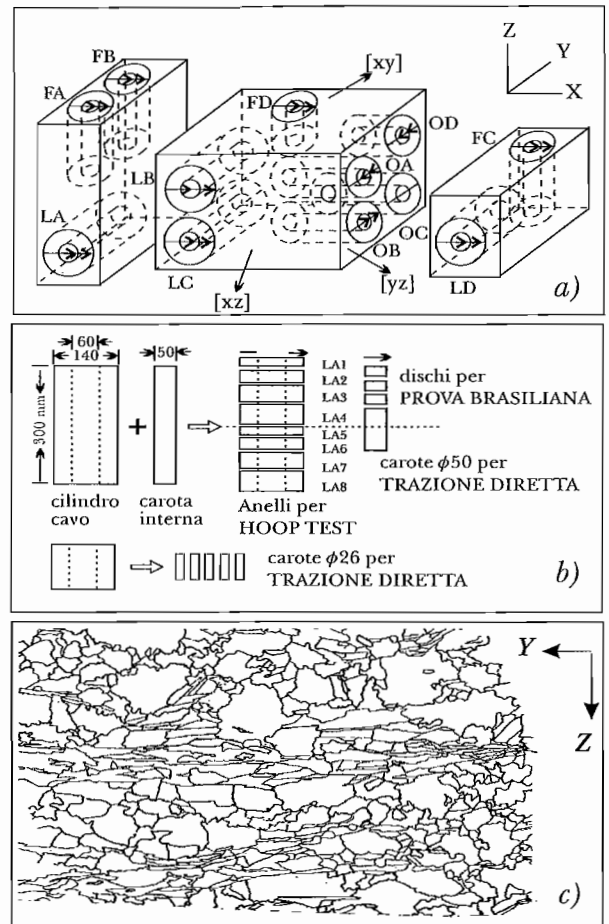 Z
Y
X
FB
FA
[xy]
FD
OD
FC
LB
OA
LA
OC
OB
LC
[yz]
LD
[xz]
a)
60
140
50
300 mm
LA1
LA2
LA3
LA4
LA5
LA6
LA7
LA8
+
dischi per
PROVA BRASILIANA
carote ϕ50 per
TRAZIONE DIRETTA
cilindro
cavo
carota
interna
Anelli per
HOOP TEST
carote ϕ26 per
TRAZIONE DIRETTA
b)
Y
Z
c)